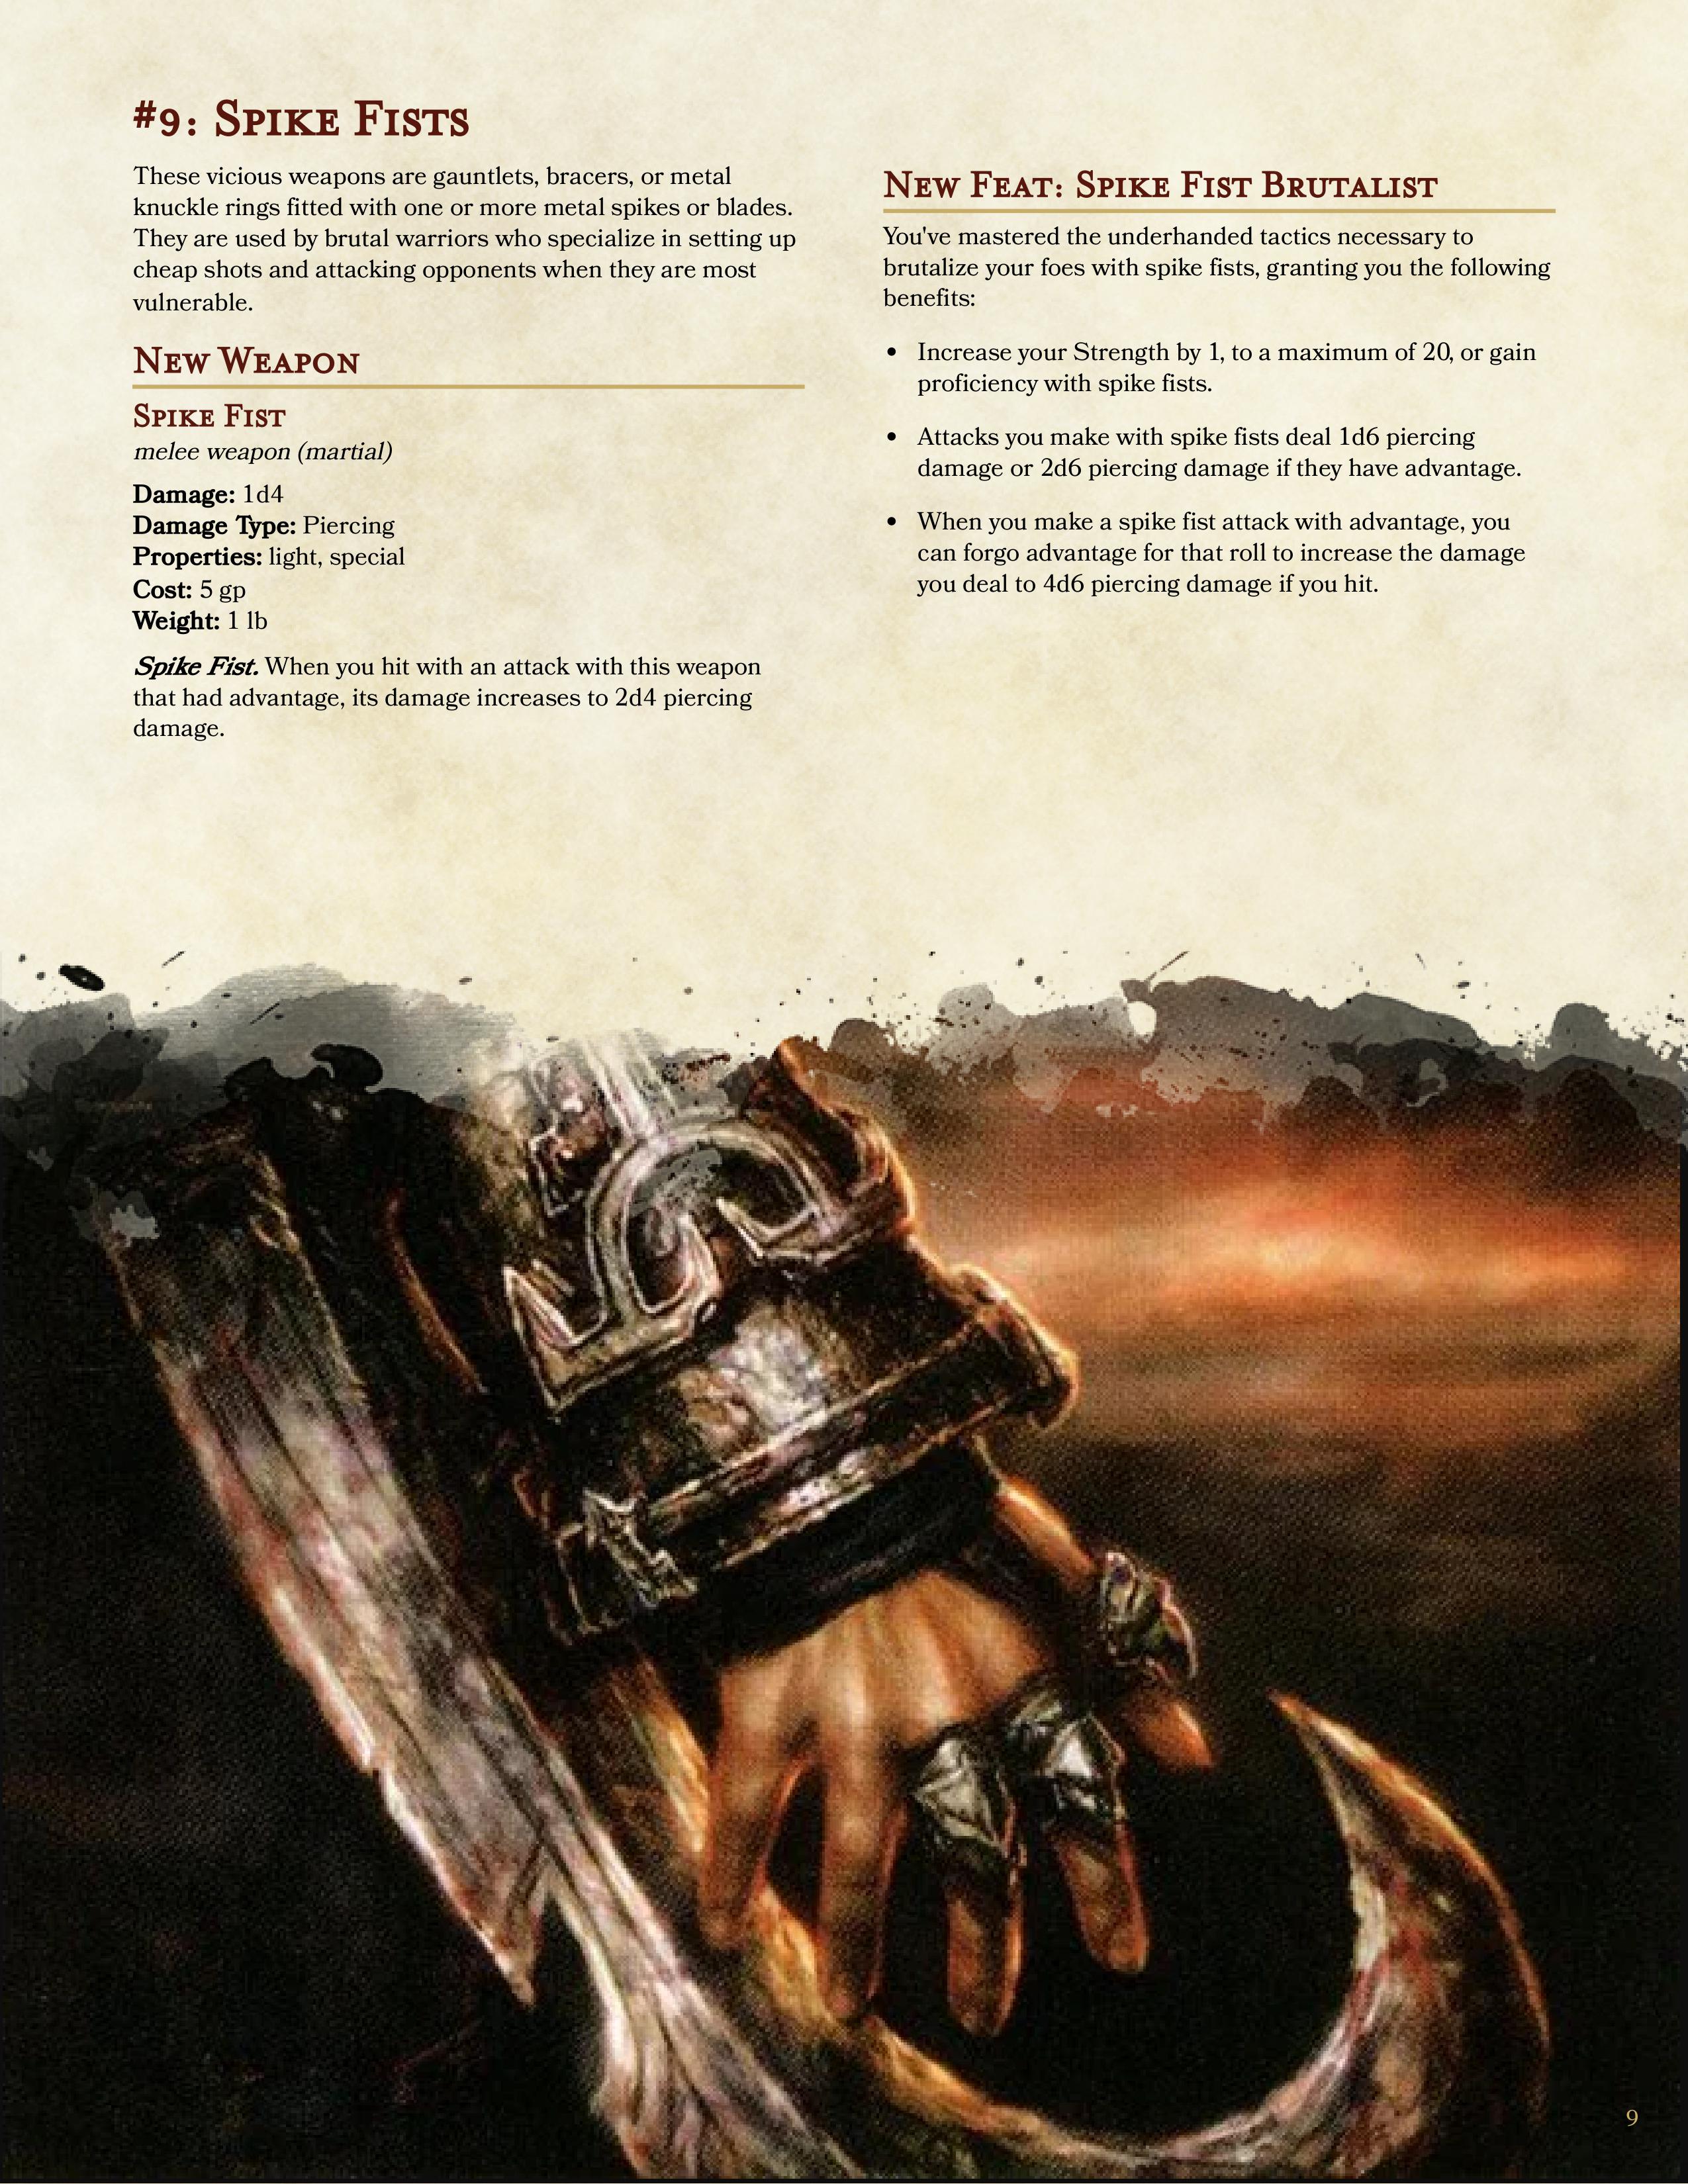 #9: Spike Fists
These vicious weapons are gauntlets, bracers, or metal
knuckle rings fitted with one or more metal spikes or blades.
They are used by brutal warriors who specialize in setting up
cheap shots and attacking opponents when they are most
vulnerable.
New Weapon
Spike Fist
melee weapon (martial)
Damage: 1d4
Damage Type: Piercing
Properties: light, special
Cost: 5 gp
Weight: 1 lb
Spike Fist. When you hit with an attack with this weapon
that had advantage, its damage increases to 2d4 piercing
damage.
New Feat: Spike Fist Brutalist
You've mastered the underhanded tactics necessary to
brutalize your foes with spike fists, granting you the following
benefits:
• Increase your Strength by 1, to a maximum of 20, or gain
proficiency with spike fists.
• Attacks you make with spike fists deal 1d6 piercing
damage or 2d6 piercing damage if they have advantage.
• When you make a spike fist attack with advantage, you
can forgo advantage for that roll to increase the damage
you deal to 4d6 piercing damage if you hit.
9